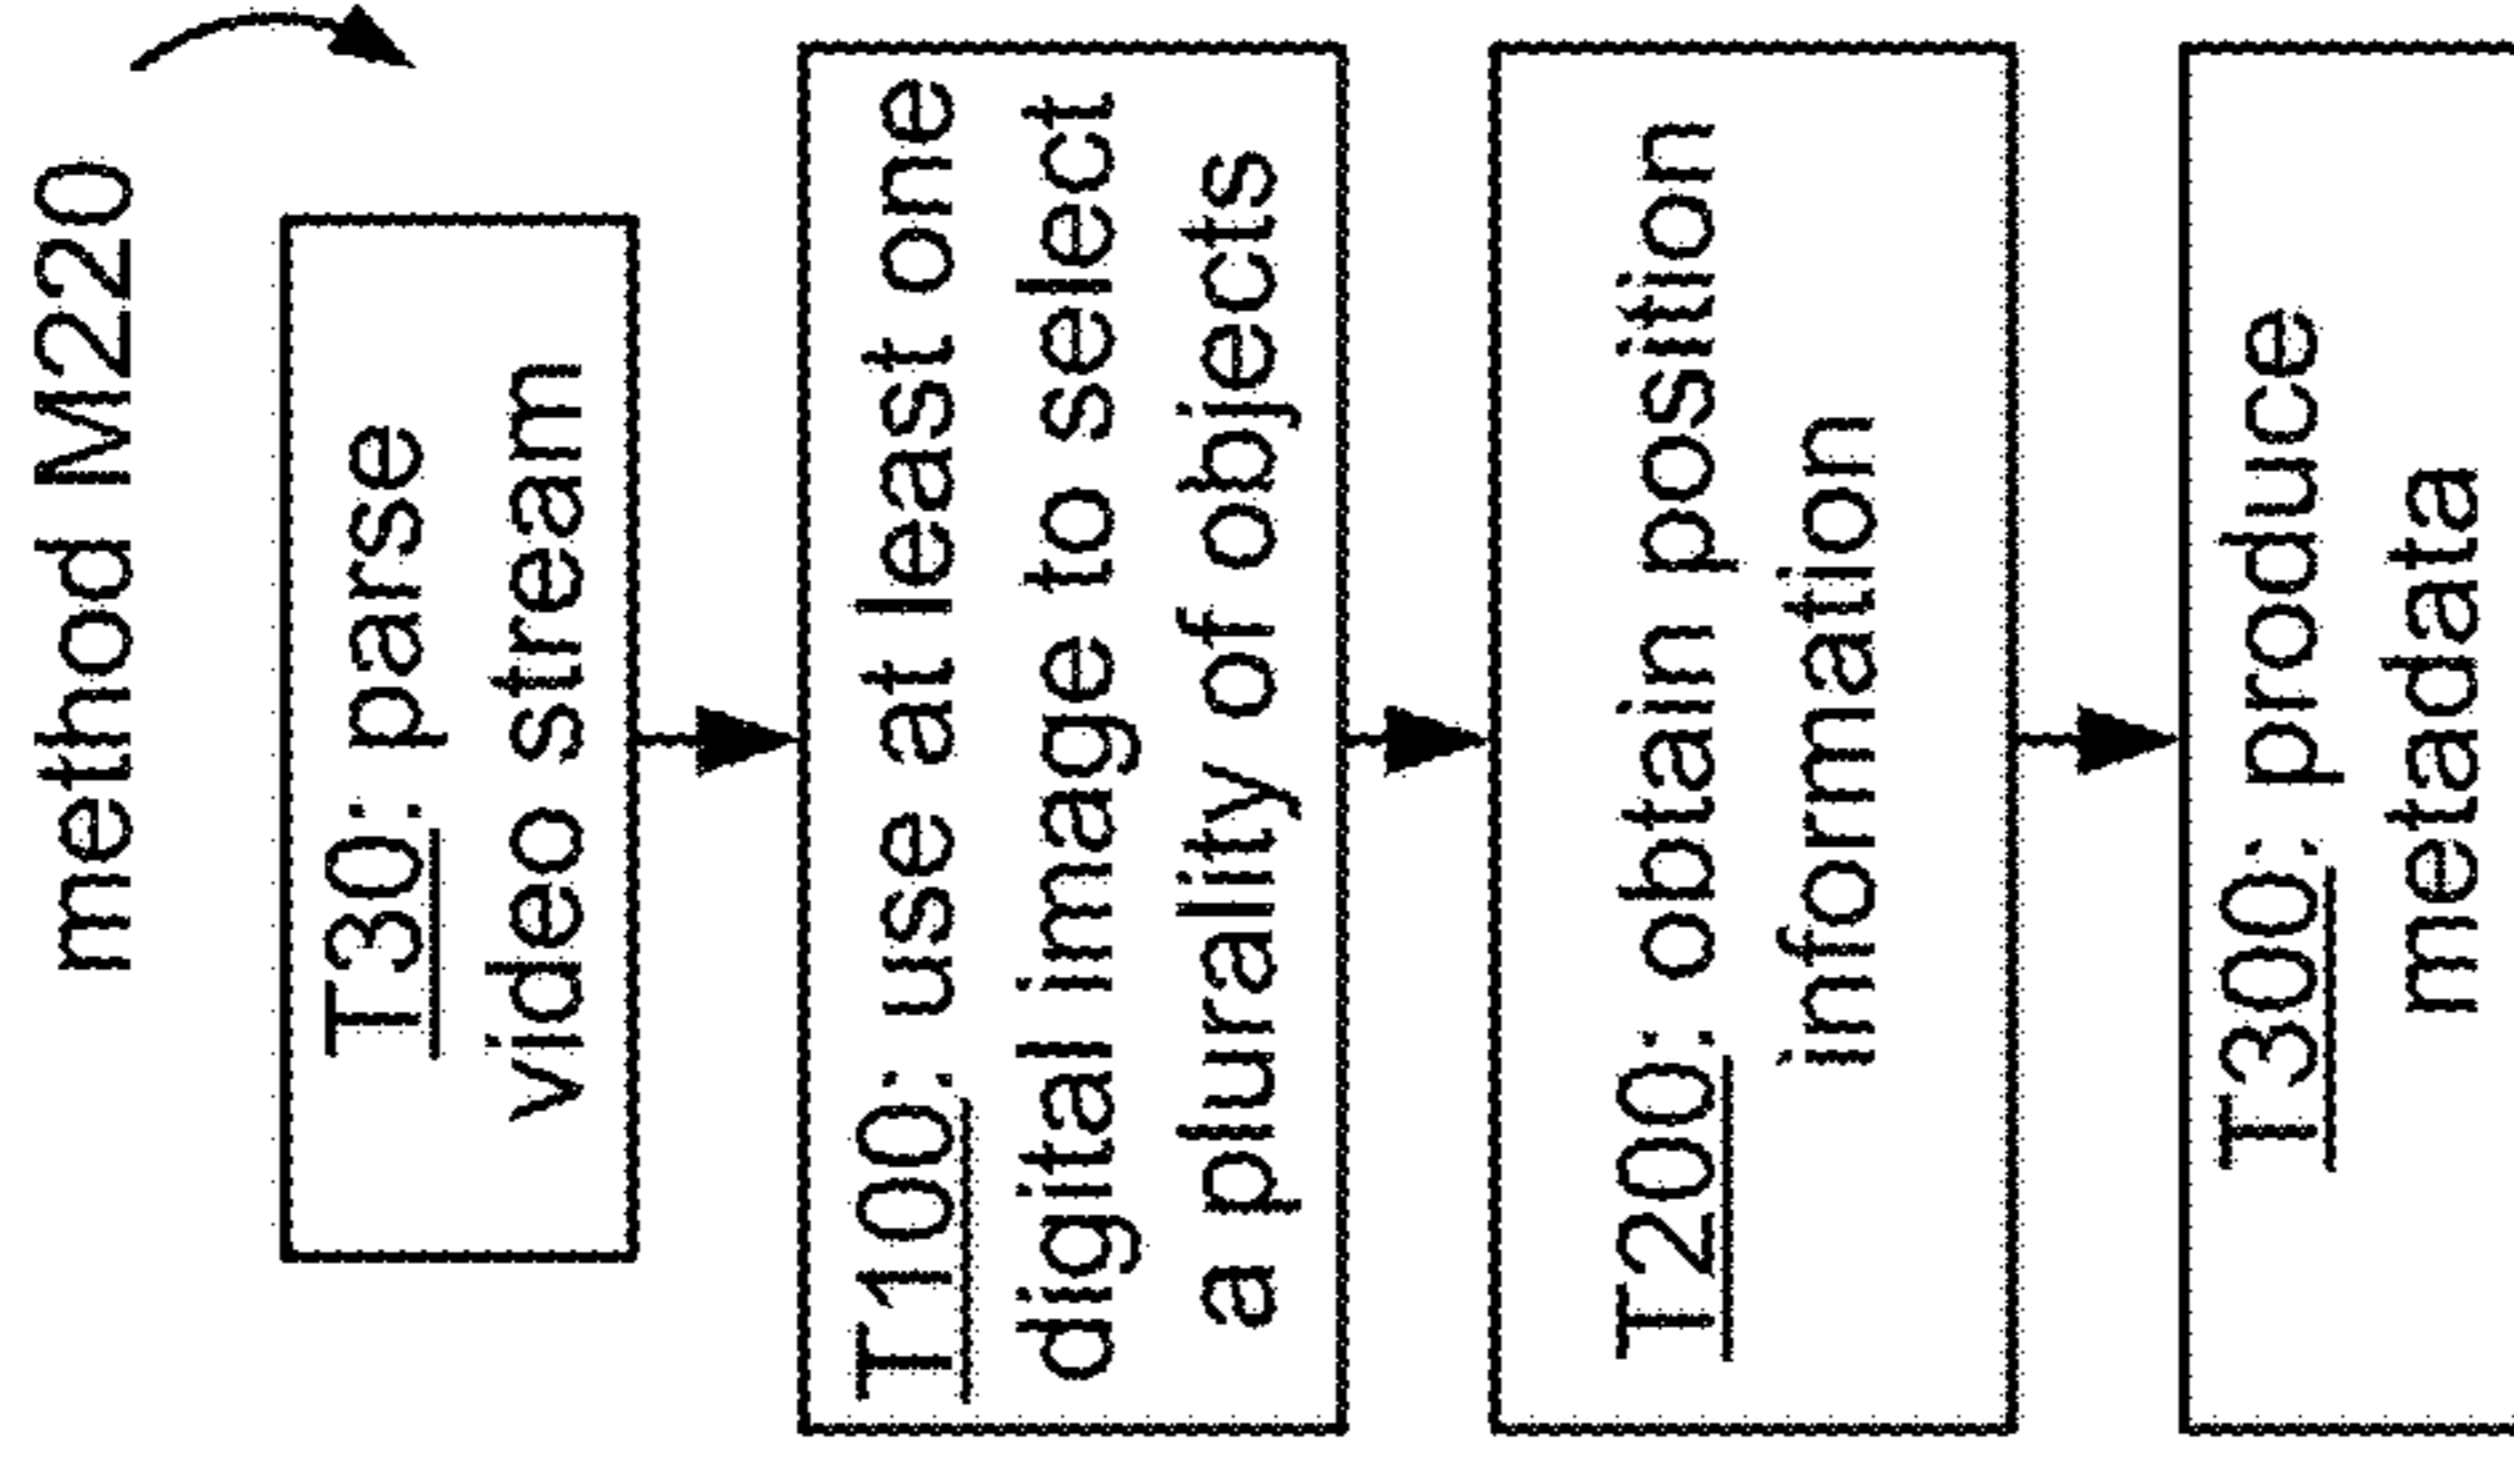 method M220
T30: parse
video stream
T100: use at least one
digital image to select
a plurality of objects
T200: obtain position
information
T300: produce
metadata